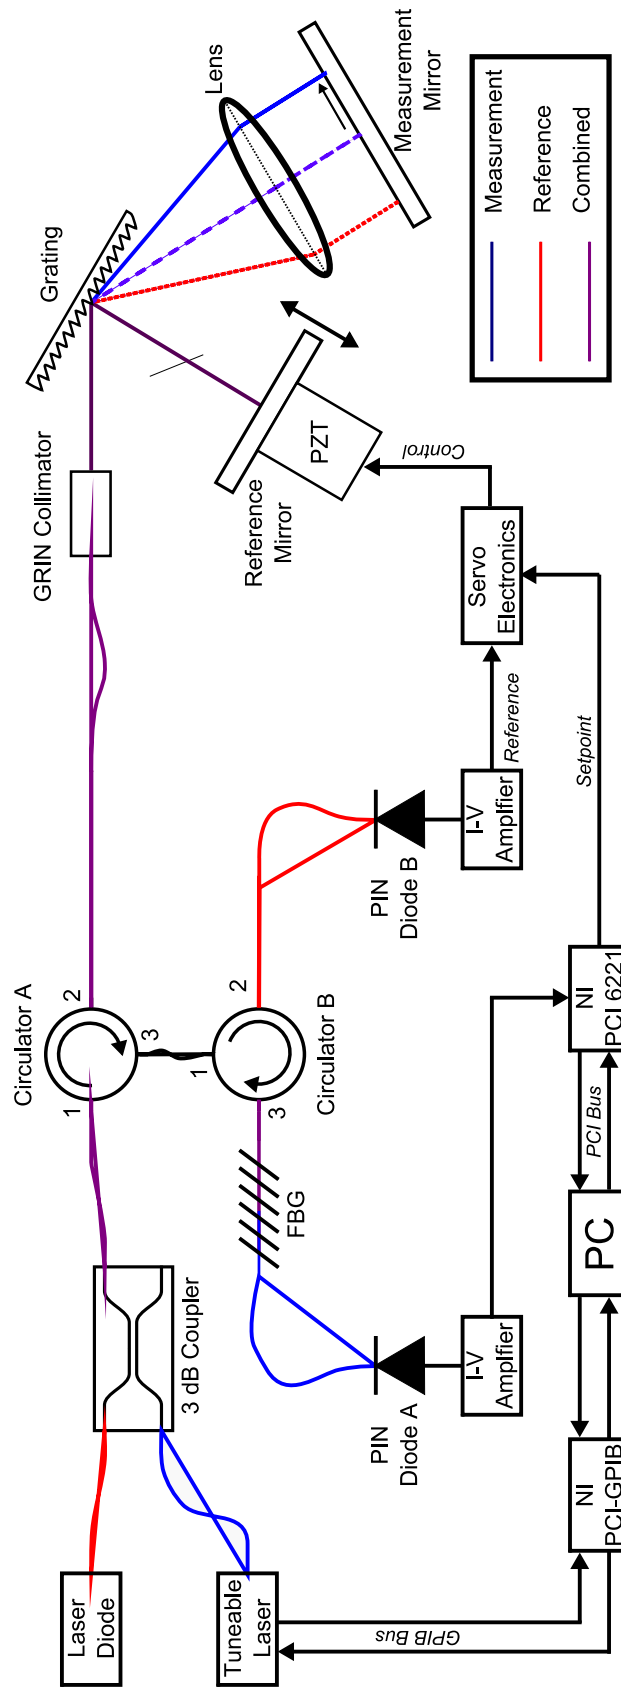 Laser
Diode
Tuneable
Laser
3 dB Coupler
Circulator A
1
2
3
1
2
3
Circulator B
FBG
GRIN Collimator
Grating
Lens
Measurement
Mirror
Reference
Mirror
PZT
Control
Servo
Electronics
Reference
Setpoint
PIN
Diode B
I-V
Amplfier
PIN
Diode A
I-V
Amplfier
NI
PCI 6221
PCI Bus
PC
NI
PCI-GPIB
GPIB Bus
Measurement
Reference
Combined